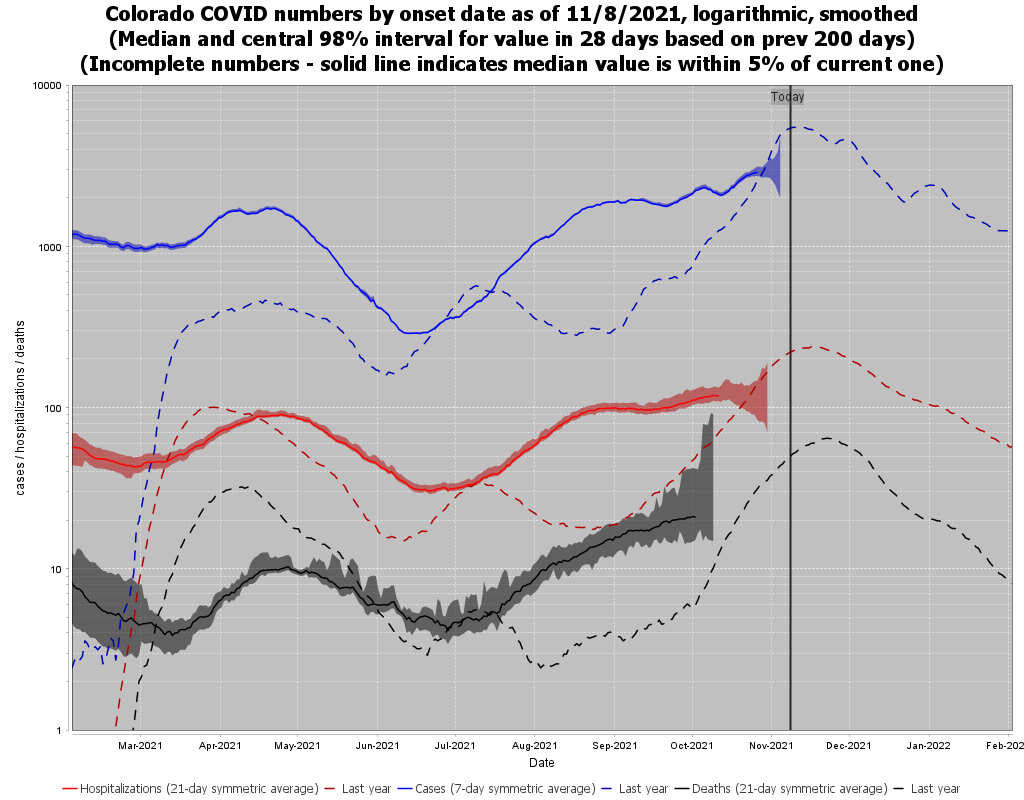 Colorado COVID numbers by onset date as of 11/8/2021, logarithmic, smoothed
(Median and central 98% interval for value in 28 days based on prev 200 days)
(Incomplete numbers - solid line indicates median value is within 5% of current one)
Today
10000
1000
100
10
1
cases / hospitalizations / deaths
Mar-2021 Apr-2021 May-2021 Jun-2021 Jul-2021 Aug-2021 Sep-2021 Oct-2021 Nov-2021 Dec-2021 Jan-2022 Feb-202
Date
Hospitalizations (21-day symmetric average) Last year Cases (7-day symmetric average) Last year Deaths (21-day symmetric average) Last year